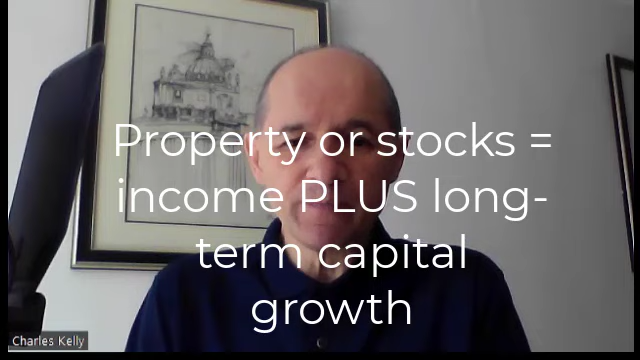 Property or stocks =
income PLUS long-
term capital
growth
Charles Kelly